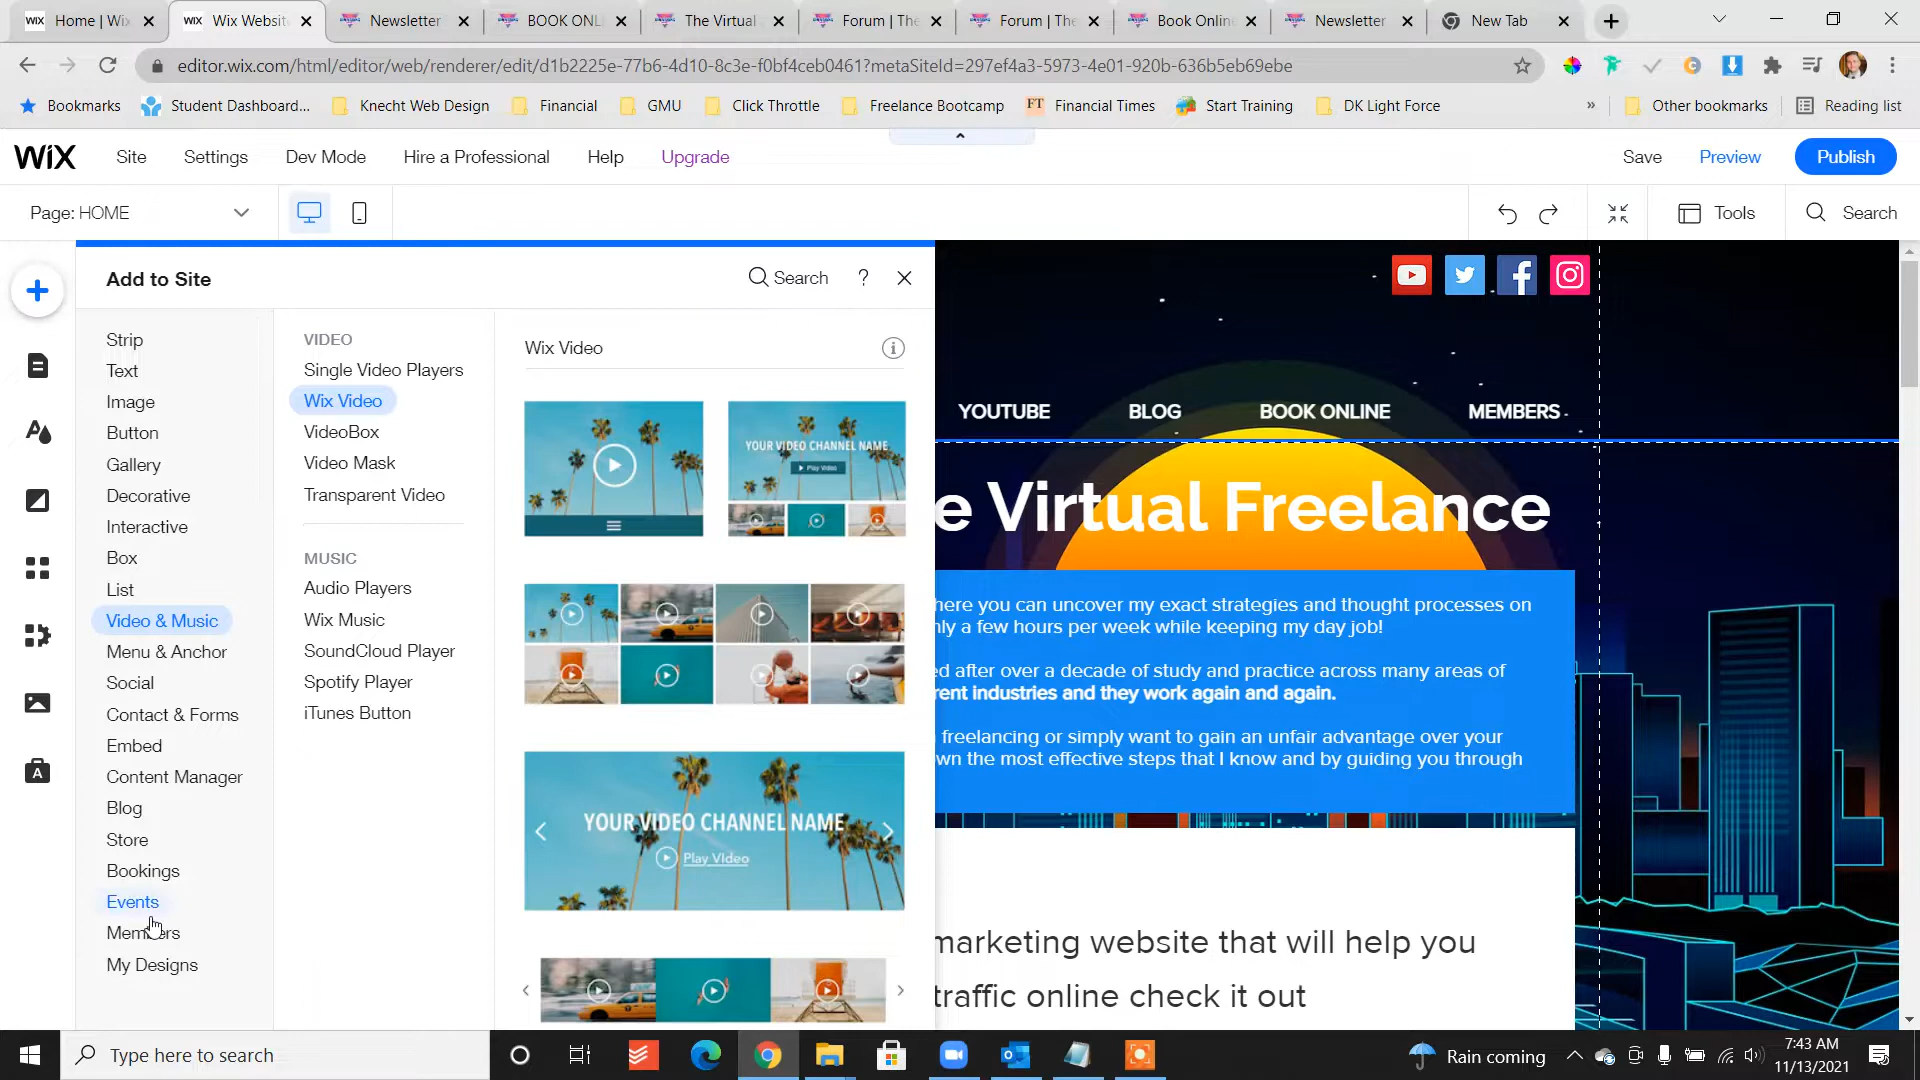 Home | Wix
Wix Websit
Newsletter
BOOK ONL
The Virtual
Forum | The
Forum | The
Book Online
Newsletter
New Tab
editor.wix.com/html/editor/web/renderer/edit/d1b2225e-77b6-4d10-8c3e-f0bf4ceb0461?metaSiteId=297ef4a3-5973-4e01-920b-636b5eb69ebe
Bookmarks
Student Dashboard...
Knecht Web Design
Financial
GMU
Click Throttle
Freelance Bootcamp
FT Financial Times
Start Training
DK Light Force
»
Other bookmarks
Reading list
WiX
Site
Settings
Dev Mode
Hire a Professional
Help
Upgrade
Save
Preview
Publish
Page: HOME
Tools
Search
Add to Site
Search
?
Strip
Text
Image
Button
Gallery
Decorative
Interactive
Box
List
Video & Music
Menu & Anchor
Social
Contact & Forms
Embed
Content Manager
Blog
Store
Bookings
Events
Members
My Designs
VIDEO
Single Video Players
Wix Video
VideoBox
Video Mask
Transparent Video
MUSIC
Audio Players
Wix Music
SoundCloud Player
Spotify Player
iTunes Button
Wix Video
YOUR VIDEO CHANNEL NAME
Play Video
YOUR VIDEO CHANNEL NAME
Play Video
YOUTUBE
BLOG
BOOK ONLINE
MEMBERS
e Virtual Freelance
here you can uncover my exact strategies and thought processes on
nly a few hours per week while keeping my day job!
ed after over a decade of study and practice across many areas of
rent industries and they work again and again.
freelancing or simply want to gain an unfair advantage over your
wn the most effective steps that I know and by guiding you through
marketing website that will help you
traffic online check it out
Type here to search
Rain coming
7:43 AM
11/13/2021